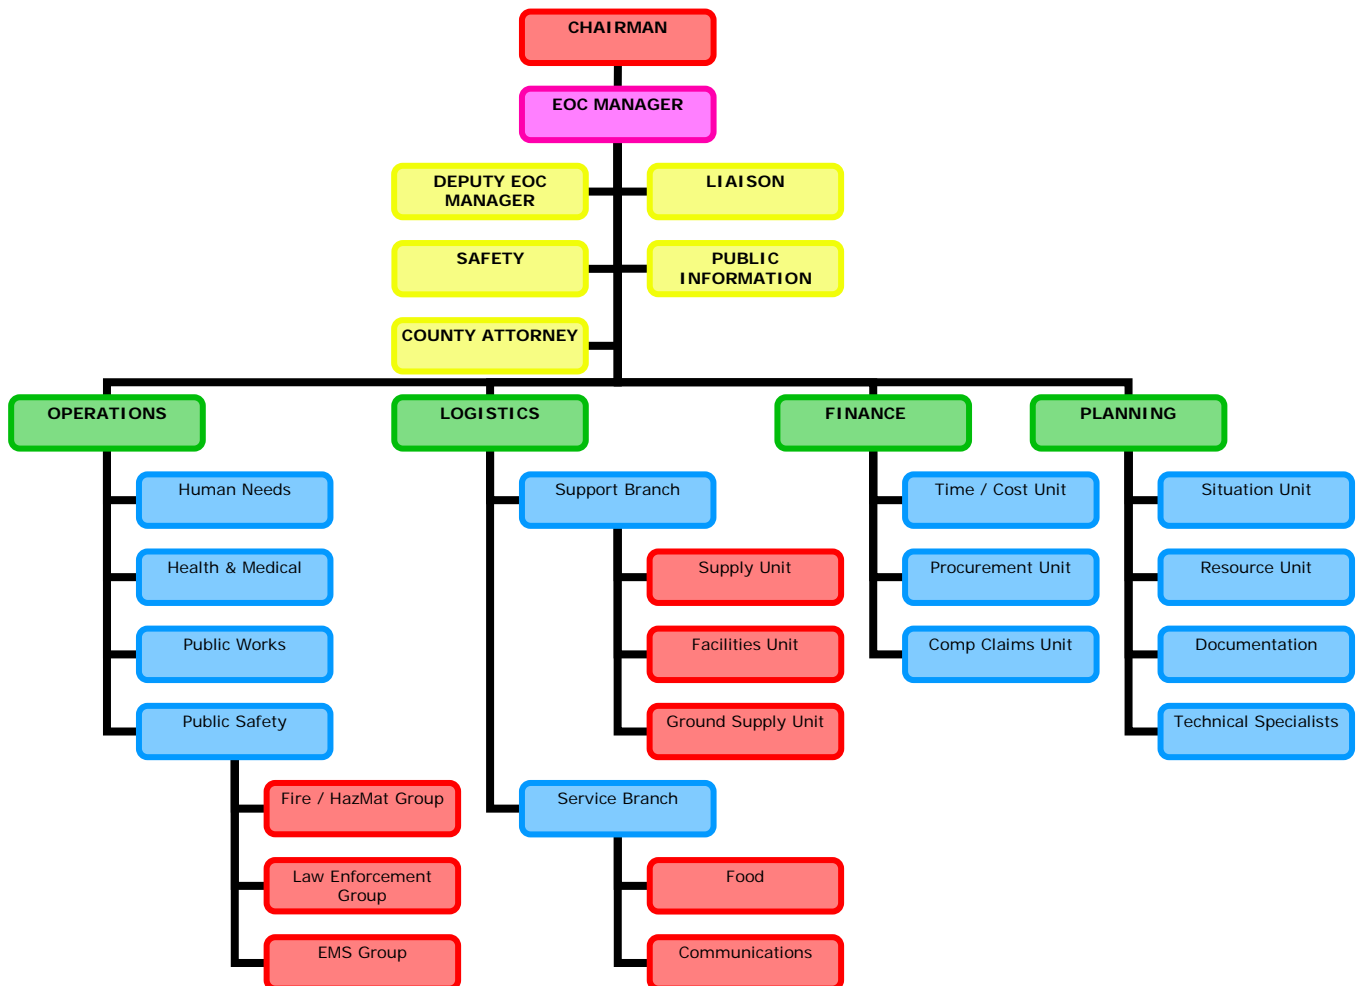 CHAIRMAN
EOC MANAGER
DEPUTY EOC
MANAGER
LIAISON
SAFETY
PUBLIC
INFORMATION
COUNTY ATTORNEY
OPERATIONS
LOGISTICS
FINANCE
PLANNING
Human Needs
Health & Medical
Public Works
Public Safety
Fire / HazMat Group
Law Enforcement
Group
EMS Group
Support Branch
Supply Unit
Facilities Unit
Ground Supply Unit
Service Branch
Food
Communications
Time / Cost Unit
Procurement Unit
Comp Claims Unit
Situation Unit
Resource Unit
Documentation
Technical Specialists